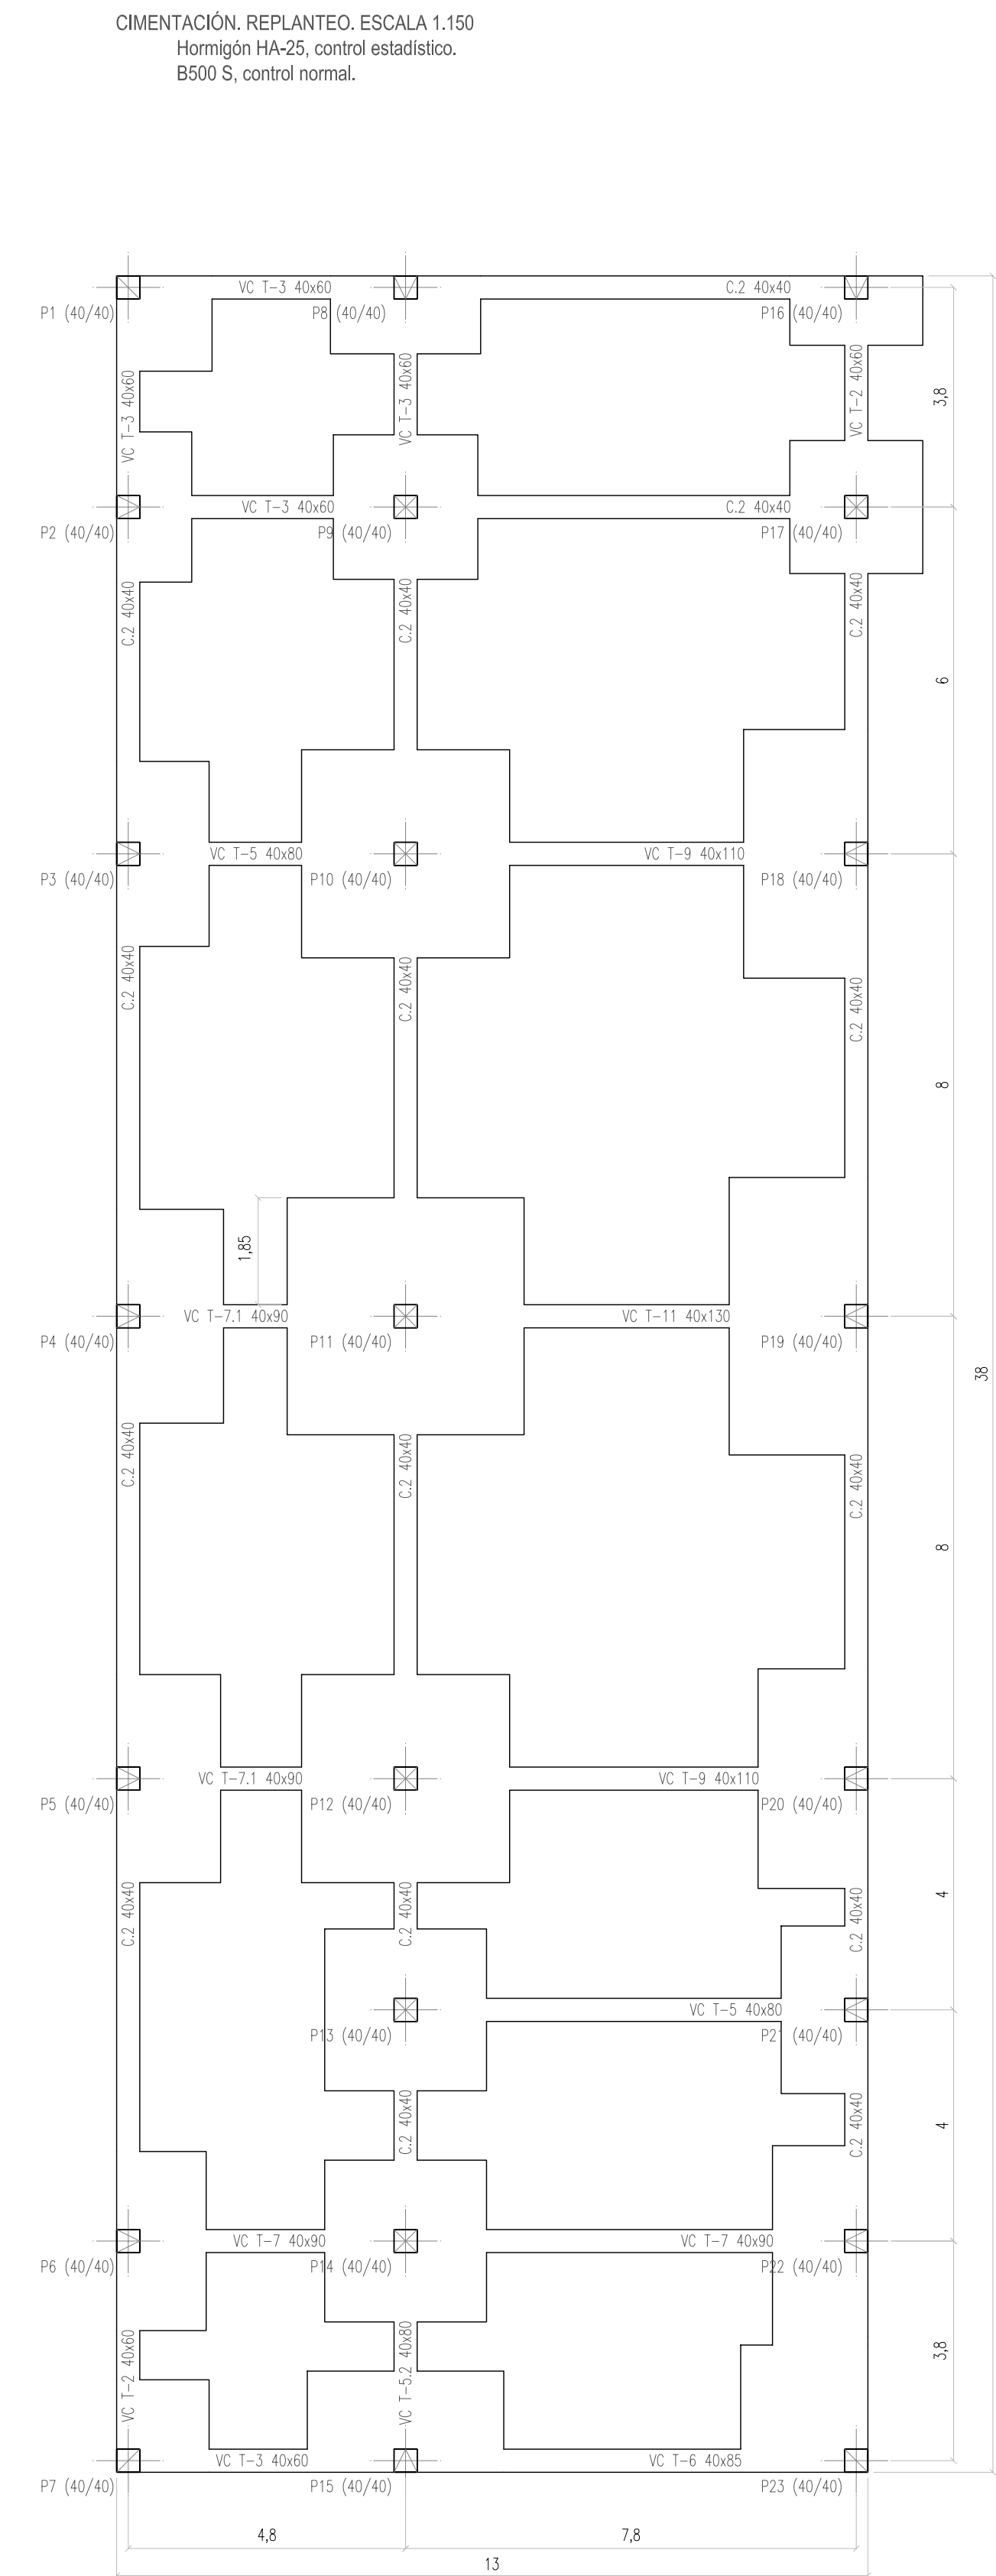 CIMENTACIÓN. REPLANTEO. ESCALA 1.150
Hormigón HA-25, control estadístico.
B500 S, control normal.
VC T-3 40x60
C.2 40x40
P1 (40/40)
P8 (40/40)
P16 (40/40)
VC T-3 40x60
VC T-3 40x60
VC T-2 40x60
3,8
VC T-3 40x60
C.2 40x40
P2 (40/40)
P9 (40/40)
P17 (40/40)
C.2 40x40
C.2 40x40
C.2 40x40
6
VC T-5 40x80
VC T-9 40x110
P3 (40/40)
P10 (40/40)
P18 (40/40)
C.2 40x40
C.2 40x40
C.2 40x40
8
1,85
VC T-7.1 40x90
VC T-11 40x130
P4 (40/40)
P11 (40/40)
P19 (40/40)
38
C.2 40x40
C.2 40x40
C.2 40x40
8
VC T-7.1 40x90
VC T-9 40x110
P5 (40/40)
P12 (40/40)
P20 (40/40)
C.2 40x40
C.2 40x40
C.2 40x40
4
VC T-5 40x80
P13 (40/40)
P21 (40/40)
C.2 40x40
C.2 40x40
4
VC T-7 40x90
VC T-7 40x90
P6 (40/40)
P14 (40/40)
P22 (40/40)
VC T-2 40x60
VC T-5.2 40x80
3,8
VC T-3 40x60
VC T-6 40x85
P7 (40/40)
P15 (40/40)
P23 (40/40)
4,8
7,8
13